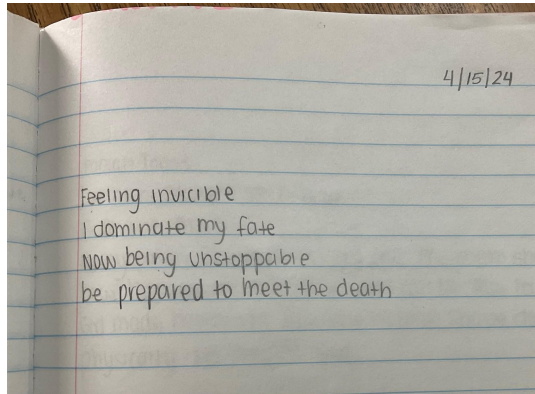 4/15/24
Feeling invicible
I dominate my fate
Now being unstoppable
be prepared to meet the death